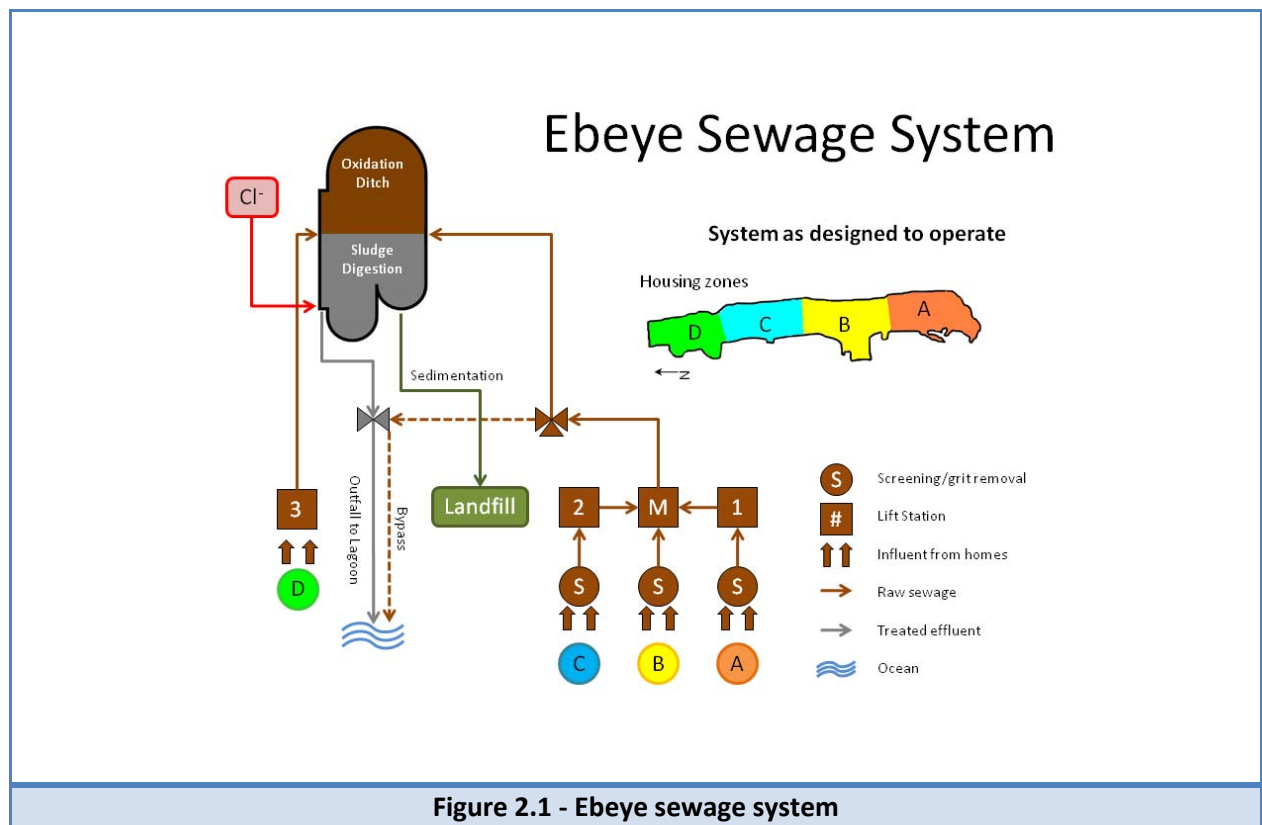 Ebeye Sewage System
Oxidation
Ditch
Cl-
Sludge
Digestion
System as designed to operate
Housing zones
A
B
C
D
N
Sedimentation
Outfall to Lagoon
Bypass
Landfill
3
D
2
M
1
S
S
S
C
B
A
S
Screening/grit removal
#
Lift Station
Influent from homes
Raw sewage
Treated effluent
Ocean
Figure 2.1 - Ebeye sewage system